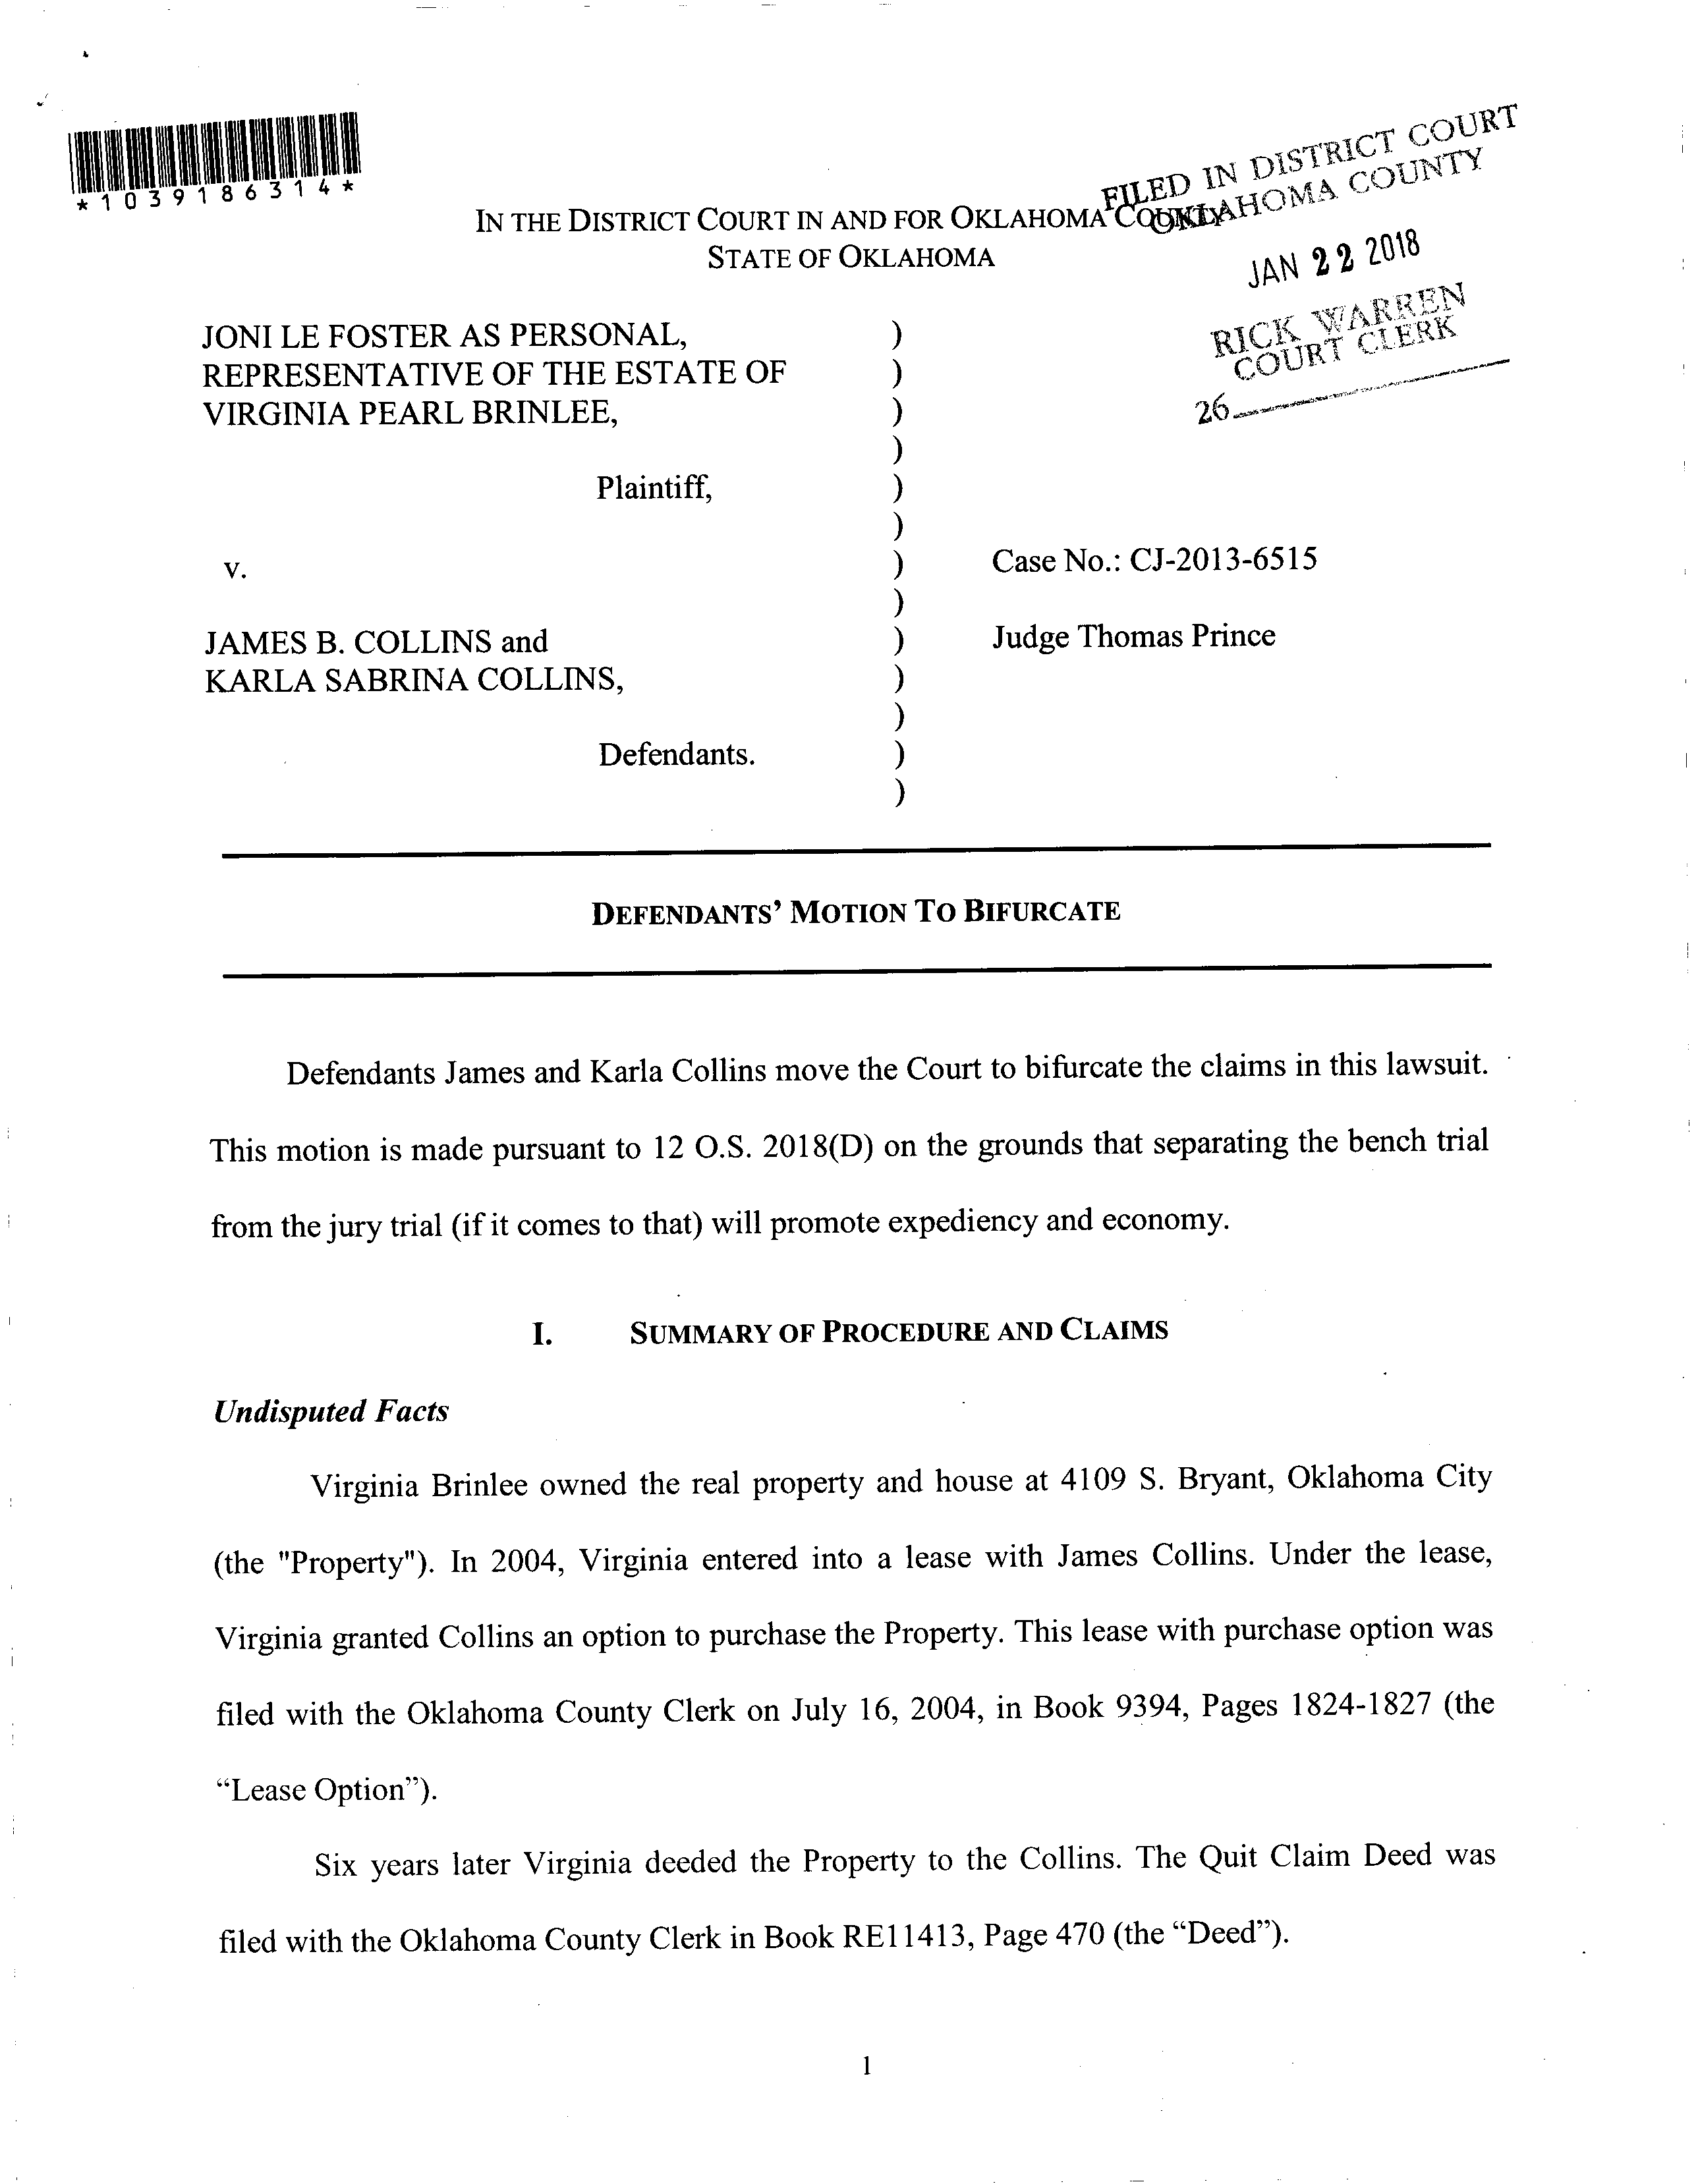 *1039186314*
FILED IN DISTRICT COURT
OKLAHOMA COUNTY
JAN 22 2018
RICK WARREN
COURT CLERK
26
IN THE DISTRICT COURT IN AND FOR OKLAHOMA COUNTY
STATE OF OKLAHOMA
JONI LE FOSTER AS PERSONAL, )
REPRESENTATIVE OF THE ESTATE OF )
VIRGINIA PEARL BRINLEE, )
)
Plaintiff, )
)
v. ) Case No.: CJ-2013-6515
)
JAMES B. COLLINS and ) Judge Thomas Prince
KARLA SABRINA COLLINS, )
)
Defendants. )
)
DEFENDANTS' MOTION TO BIFURCATE
Defendants James and Karla Collins move the Court to bifurcate the claims in this lawsuit.
This motion is made pursuant to 12 O.S. 2018(D) on the grounds that separating the bench trial
from the jury trial (if it comes to that) will promote expediency and economy.
I. SUMMARY OF PROCEDURE AND CLAIMS
Undisputed Facts
Virginia Brinlee owned the real property and house at 4109 S. Bryant, Oklahoma City
(the "Property"). In 2004, Virginia entered into a lease with James Collins. Under the lease,
Virginia granted Collins an option to purchase the Property. This lease with purchase option was
filed with the Oklahoma County Clerk on July 16, 2004, in Book 9394, Pages 1824-1827 (the
“Lease Option”).
Six years later Virginia deeded the Property to the Collins. The Quit Claim Deed was
filed with the Oklahoma County Clerk in Book RE11413, Page 470 (the “Deed”).
1